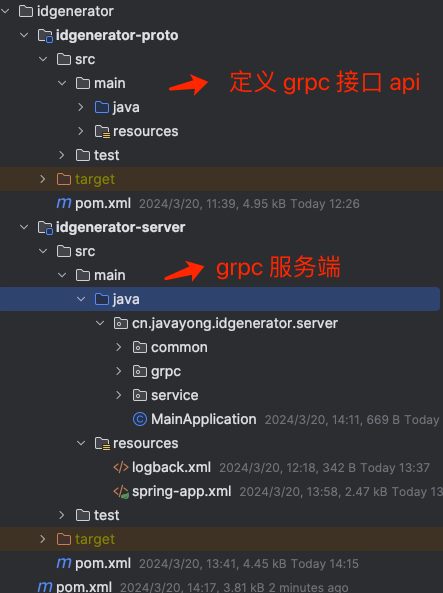 idgenerator
idgenerator-proto
src
main
定义 grpc 接口 api
java
resources
test
target
pom.xml 2024/3/20, 11:39, 4.95 kB Today 12:26
idgenerator-server
src
main
grpc 服务端
java
cn.javayong.idgenerator.server
common
grpc
service
MainApplication 2024/3/20, 14:11, 669 B Today
resources
logback.xml 2024/3/20, 12:18, 342 B Today 13:37
spring-app.xml 2024/3/20, 13:58, 2.47 kB Today 13
test
target
pom.xml 2024/3/20, 13:41, 4.45 kB Today 14:15
pom.xml 2024/3/20, 14:17, 3.81 kB 2 minutes ago